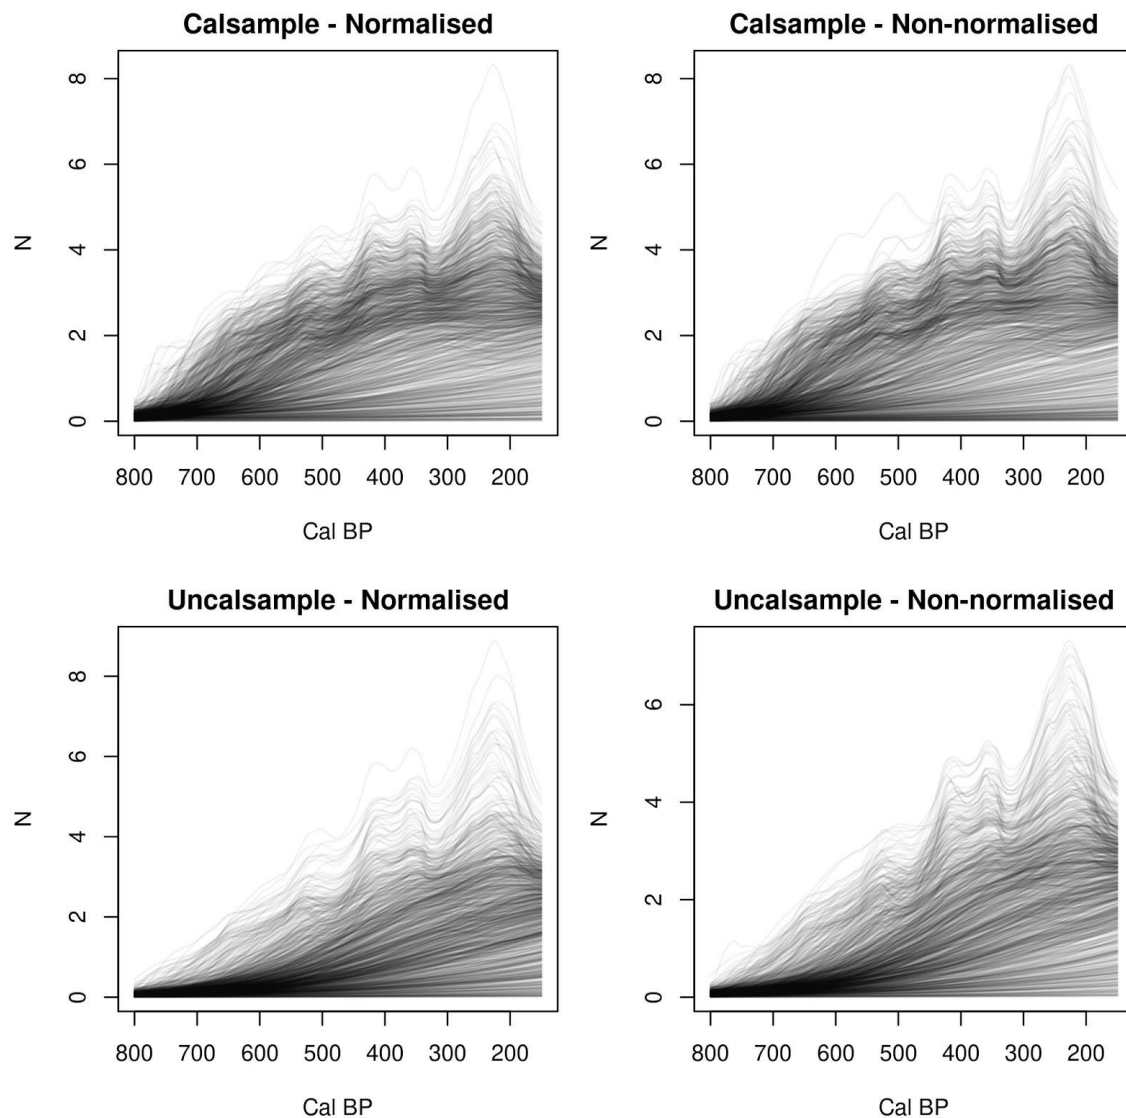 Calsample - Normalised
8
6
4
2
0
N
800 700 600 500 400 300 200
Cal BP
Calsample - Non-normalised
8
6
4
2
0
N
800 700 600 500 400 300 200
Cal BP
Uncalsample - Normalised
8
6
4
2
0
N
800 700 600 500 400 300 200
Cal BP
Uncalsample - Non-normalised
6
4
2
0
N
800 700 600 500 400 300 200
Cal BP